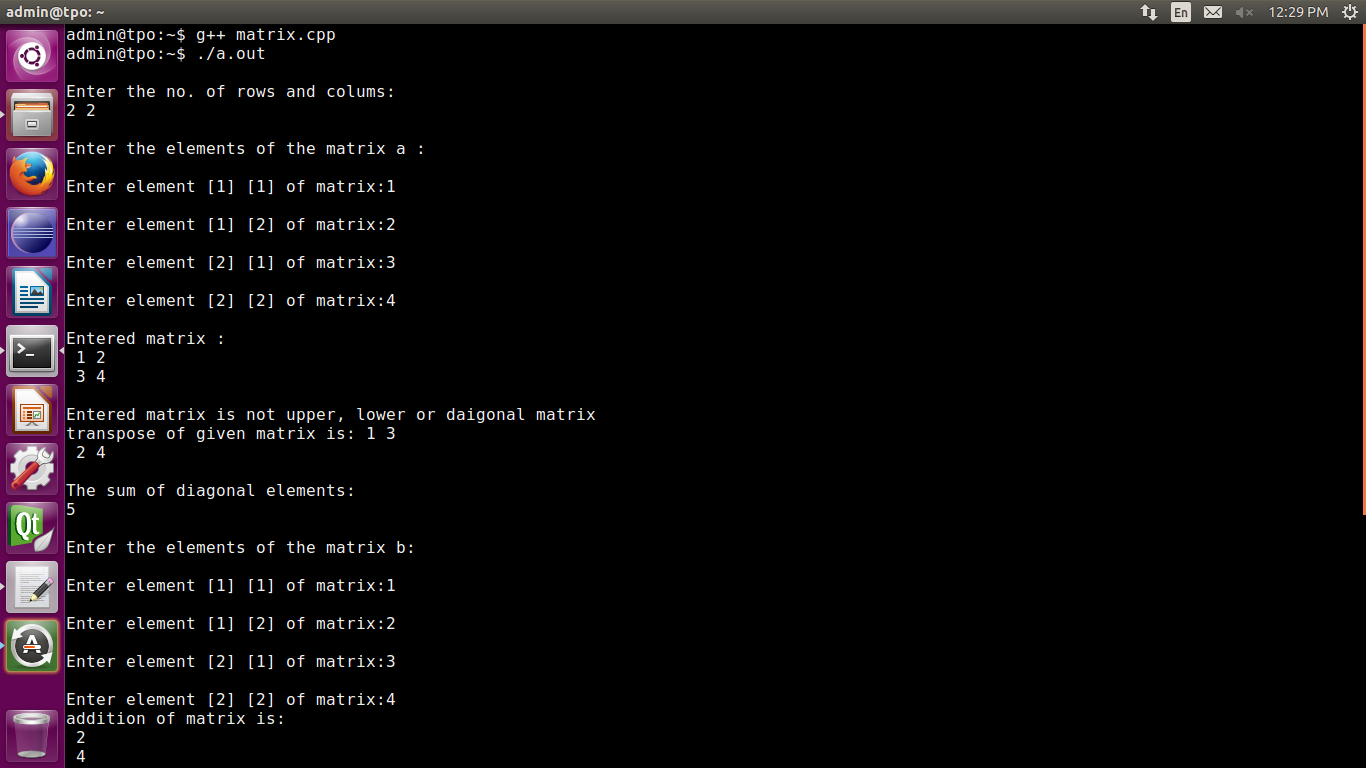 admin@tpo: ~
En
12:29 PM
admin@tpo:~$ g++ matrix.cpp
admin@tpo:~$ ./a.out
Enter the no. of rows and colums:
2 2
Enter the elements of the matrix a :
Enter element [1] [1] of matrix:1
Enter element [1] [2] of matrix:2
Enter element [2] [1] of matrix:3
Enter element [2] [2] of matrix:4
Entered matrix :
1 2
3 4
Entered matrix is not upper, lower or daigonal matrix
transpose of given matrix is: 1 3
2 4
The sum of diagonal elements:
5
Enter the elements of the matrix b:
Enter element [1] [1] of matrix:1
Enter element [1] [2] of matrix:2
Enter element [2] [1] of matrix:3
Enter element [2] [2] of matrix:4
addition of matrix is:
2
4
Qt
A